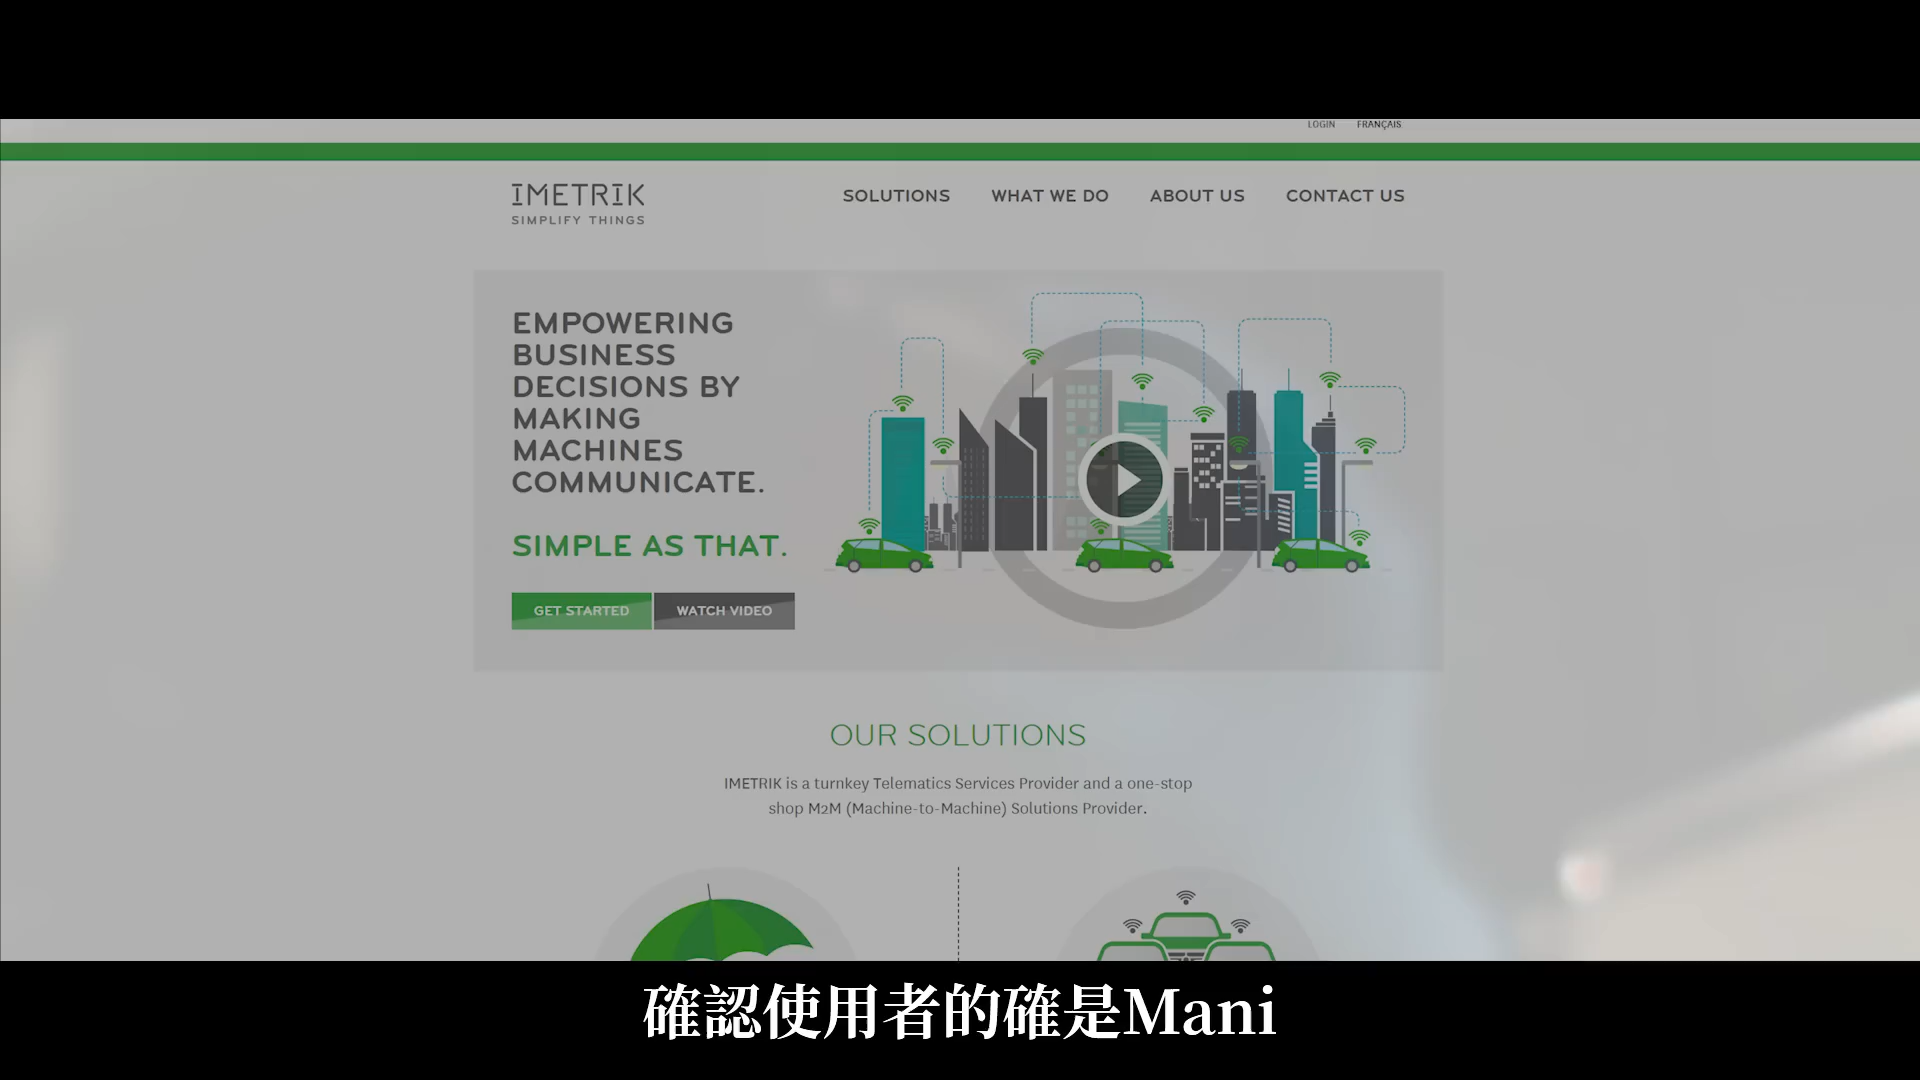 LOGIN FRANÇAIS
IMETRIK
SIMPLIFY THINGS
SOLUTIONS WHAT WE DO ABOUT US CONTACT US
EMPOWERING
BUSINESS
DECISIONS BY
MAKING
MACHINES
COMMUNICATE.
SIMPLE AS THAT.
GET STARTED WATCH VIDEO
OUR SOLUTIONS
IMETRIK is a turnkey Telematics Services Provider and a one-stop
shop M2M (Machine-to-Machine) Solutions Provider.
確認使用者的確是Mani